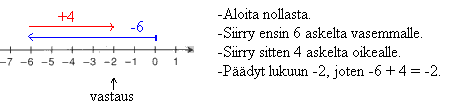 +4
-6
-7 -6 -5 -4 -3 -2 -1 0 1
vastaus
-Aloita nollasta.
-Siirry ensin 6 askelta vasemmalle.
-Siirry sitten 4 askelta oikealle.
-Päädyt lukuun -2, joten -6 + 4 = -2.